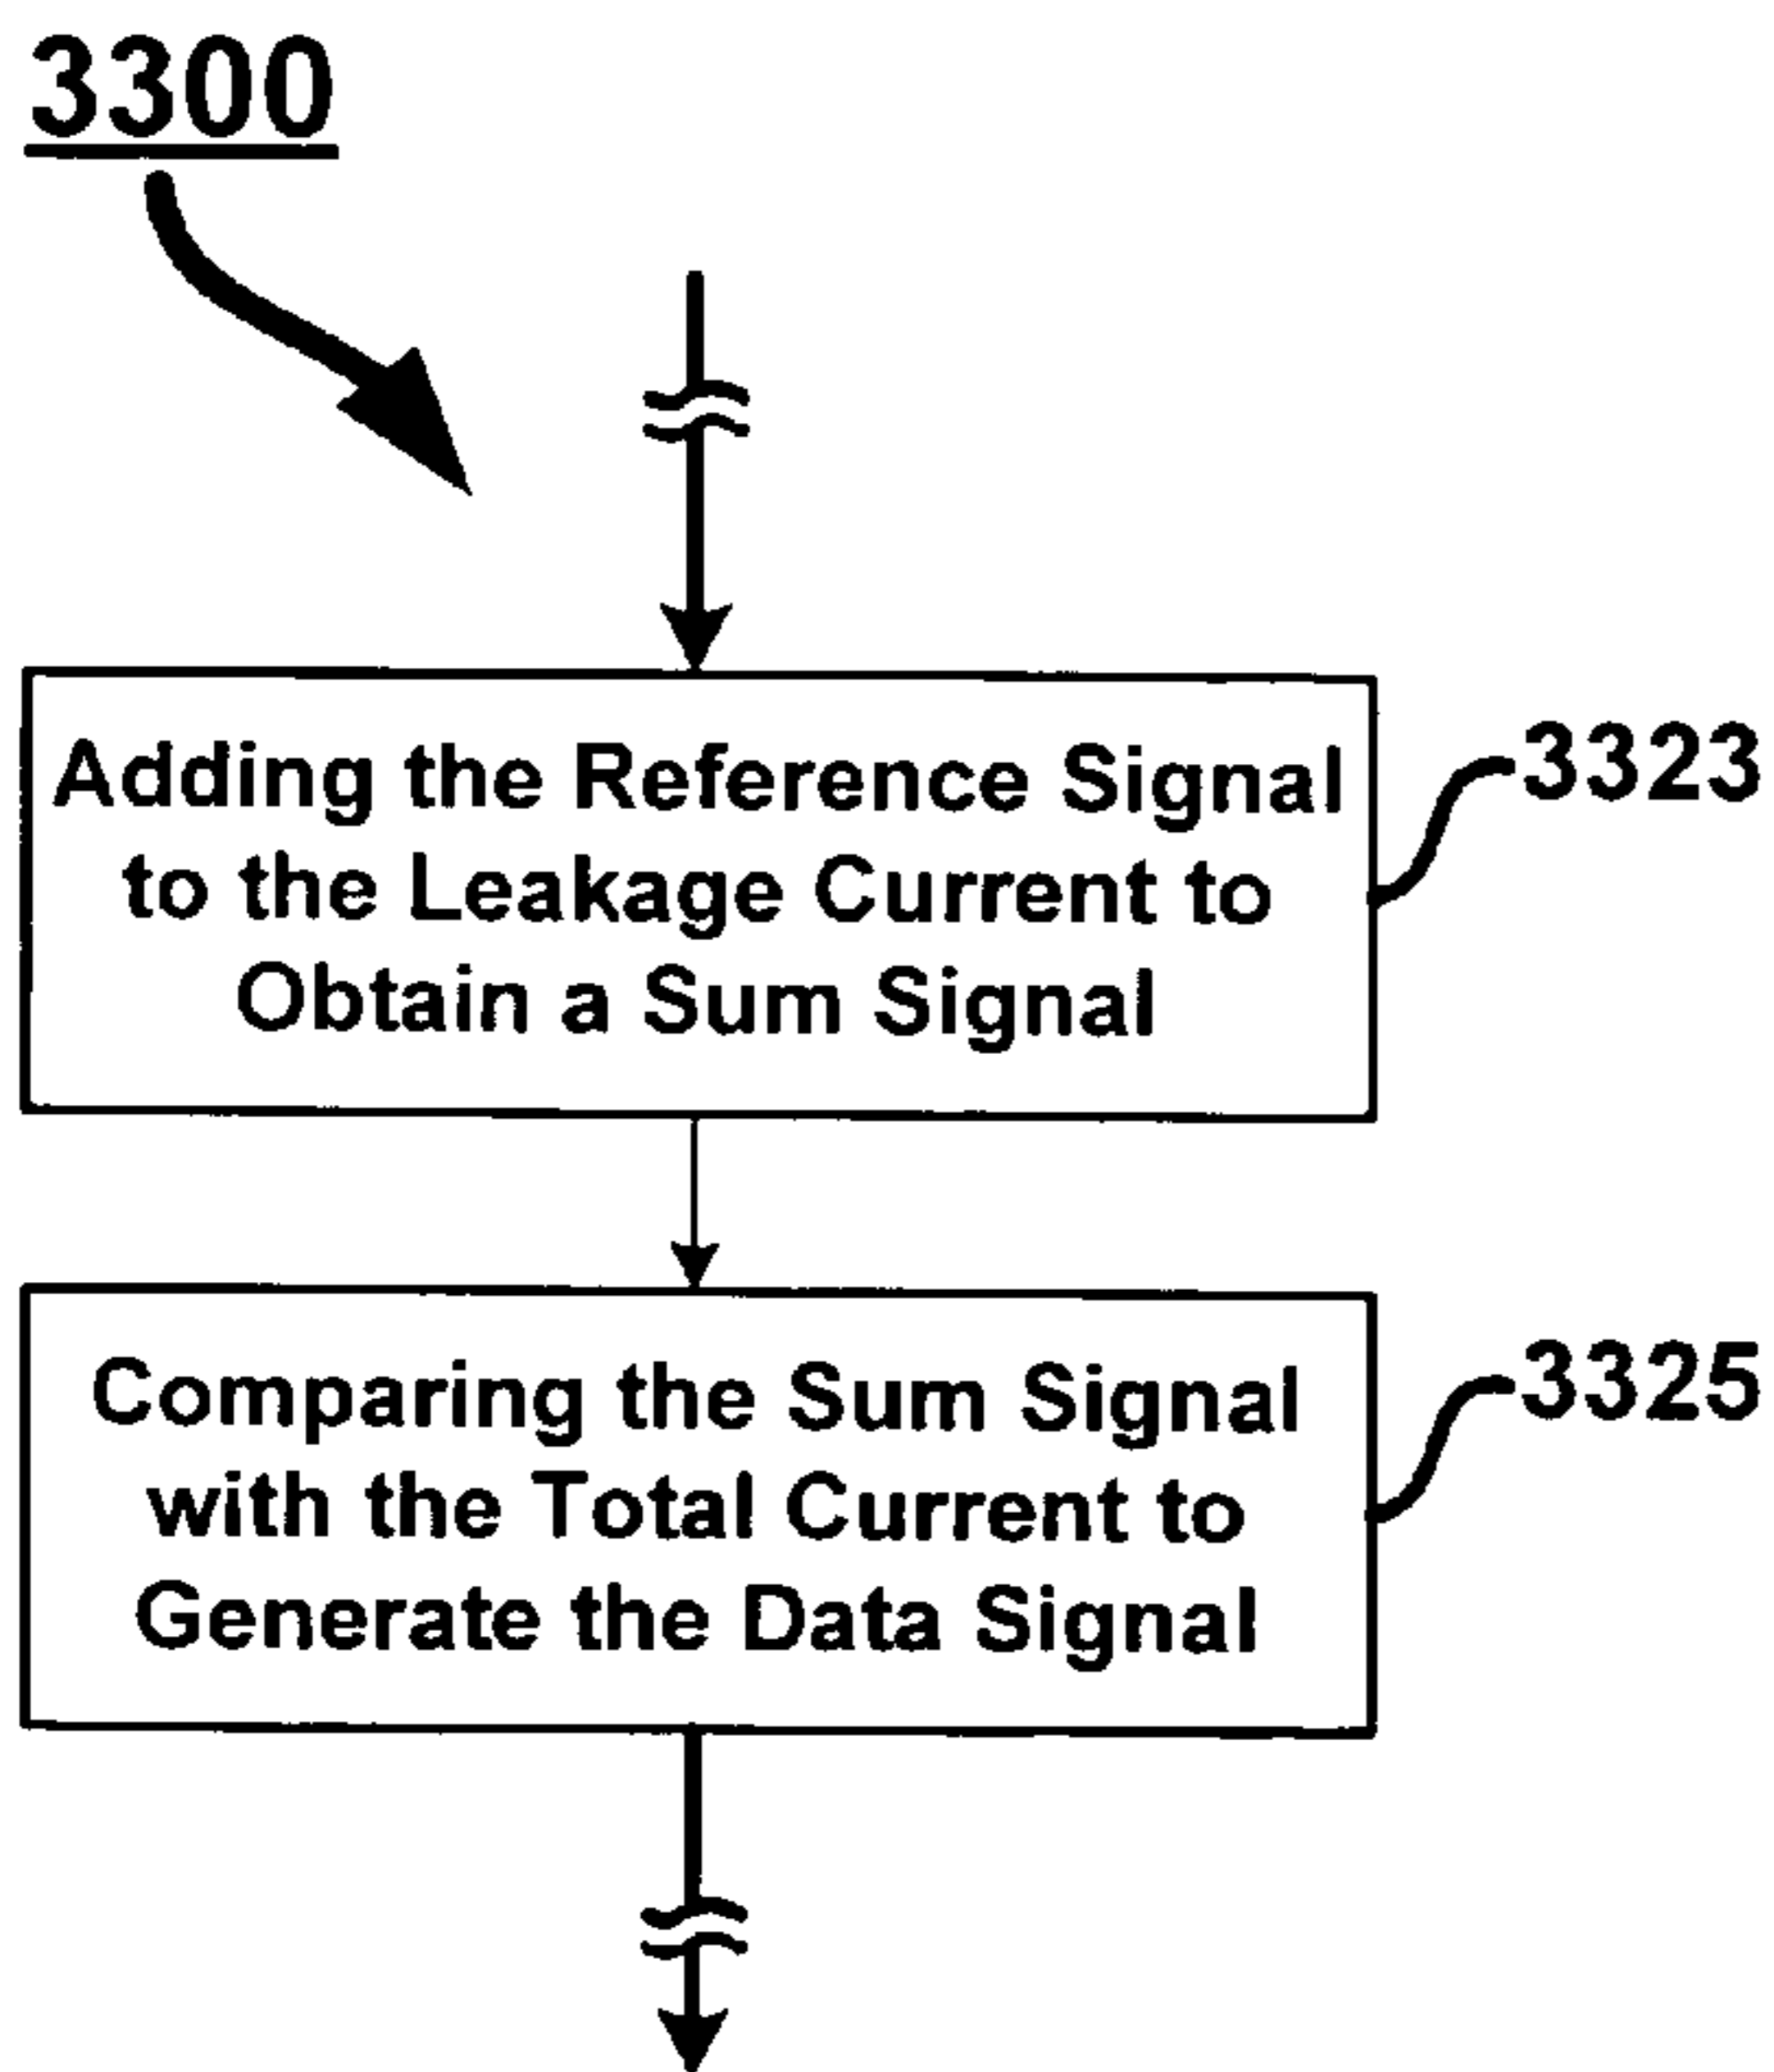 3300
Adding the Reference Signal
to the Leakage Current to
Obtain a Sum Signal
3323
Comparing the Sum Signal
with the Total Current to
Generate the Data Signal
3325